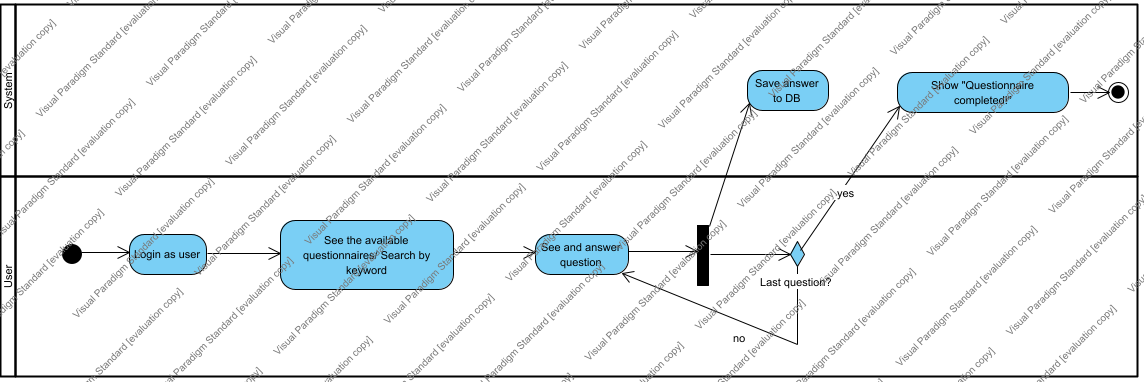 System
Save answer
to DB
Show "Questionnaire
completed!"
yes
User
Login as user
See the available
questionnaires/ Search by
keyword
See and answer
question
Last question?
no
Visual Paradigm Standard [evaluation copy]